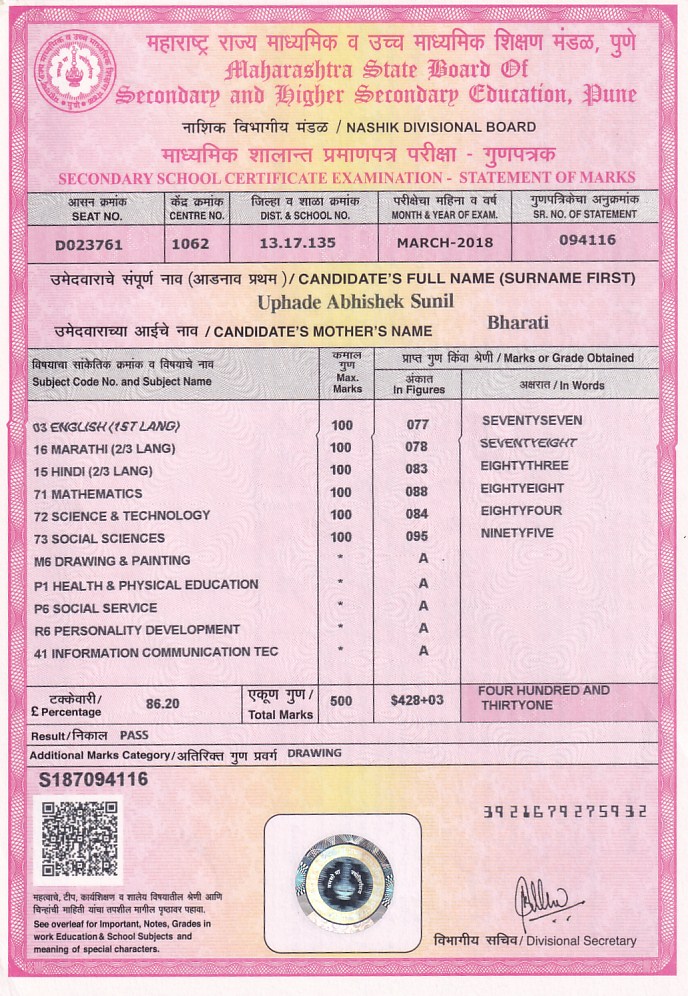 महाराष्ट्र राज्य माध्यमिक व उच्च माध्यमिक शिक्षण मंडळ, पुणे
Maharashtra State Board Of
Secondary and Higher Secondary Education, Pune
नाशिक विभागीय मंडळ / NASHIK DIVISIONAL BOARD
माध्यमिक शालान्त प्रमाणपत्र परीक्षा - गुणपत्रक
SECONDARY SCHOOL CERTIFICATE EXAMINATION - STATEMENT OF MARKS
आसन क्रमांक केंद्र क्रमांक जिल्हा व शाळा क्रमांक परीक्षेचा महिना व वर्ष गुणपत्रिकेचा अनुक्रमांक
SEAT NO. CENTRE NO. DIST. & SCHOOL NO. MONTH & YEAR OF EXAM. SR. NO. OF STATEMENT
D023761 1062 13.17.135 MARCH-2018 094116
उमेदवाराचे संपूर्ण नाव (आडनाव प्रथम) / CANDIDATE'S FULL NAME (SURNAME FIRST)
Uphade Abhishek Sunil
उमेदवाराच्या आईचे नाव / CANDIDATE'S MOTHER'S NAME Bharati
विषयाचा सांकेतिक क्रमांक व विषयाचे नाव कमाल गुण प्राप्त गुण किंवा श्रेणी / Marks or Grade Obtained
Subject Code No. and Subject Name Max. Marks अंकात In Figures अक्षरात / In Words
03 ENGLISH (1ST LANG) 100 077 SEVENTYSEVEN
16 MARATHI (2/3 LANG) 100 078 SEVENTYEIGHT
15 HINDI (2/3 LANG) 100 083 EIGHTYTHREE
71 MATHEMATICS 100 088 EIGHTYEIGHT
72 SCIENCE & TECHNOLOGY 100 084 EIGHTYFOUR
73 SOCIAL SCIENCES 100 095 NINETYFIVE
M6 DRAWING & PAINTING * A
P1 HEALTH & PHYSICAL EDUCATION * A
P6 SOCIAL SERVICE * A
R6 PERSONALITY DEVELOPMENT * A
41 INFORMATION COMMUNICATION TEC * A
टक्केवारी / £ Percentage 86.20 एकूण गुण / Total Marks 500 $428+03 FOUR HUNDRED AND THIRTYONE
Result / निकाल PASS
Additional Marks Category / अतिरिक्त गुण प्रवर्ग DRAWING
S187094116
3921679275932
महत्वाचे, टीप, कार्यशिक्षण व शालेय विषयातील श्रेणी आणि
चिन्हांची माहिती यांचा तपशील मागील पृष्ठावर पहावा.
See overleaf for Important, Notes, Grades in
work Education & School Subjects and
meaning of special characters.
विभागीय सचिव / Divisional Secretary